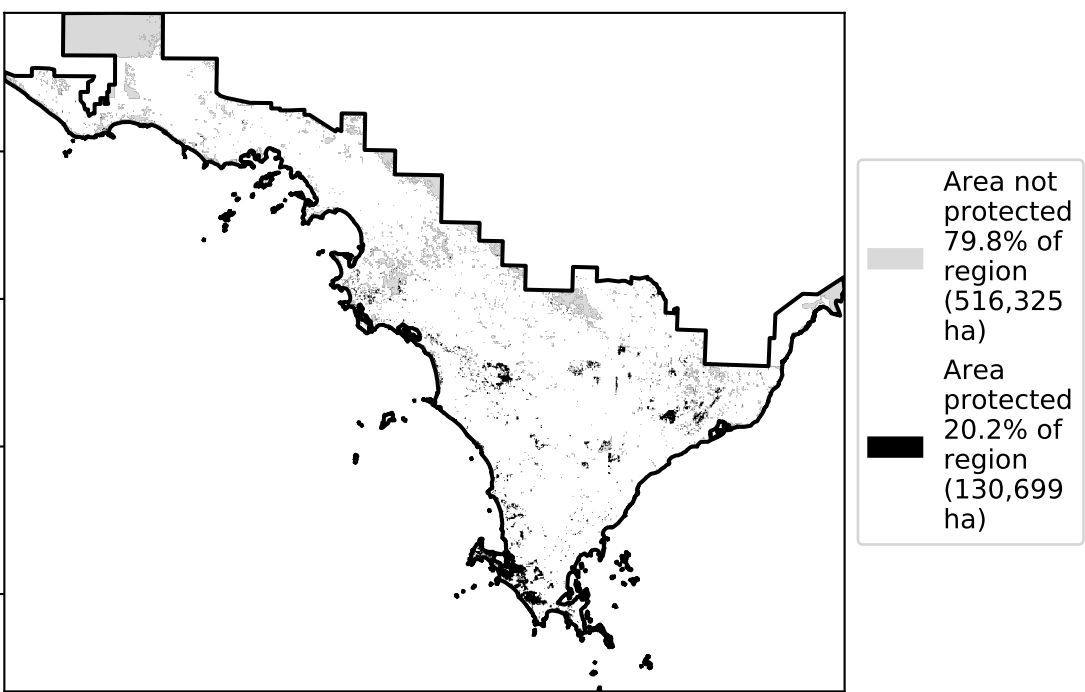 Area not
protected
79.8% of
region
(516,325
ha)
Area
protected
20.2% of
region
(130,699
ha)